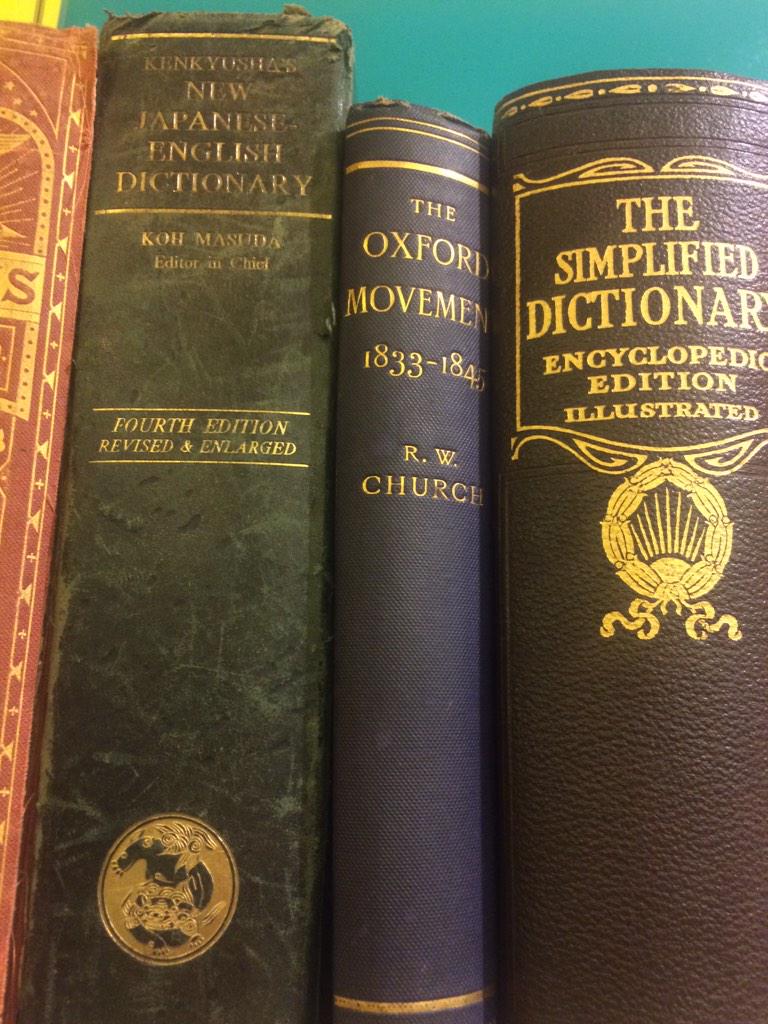 S
KENKYUSHA'S
NEW
JAPANESE-
ENGLISH
DICTIONARY
KOH MASUDA
Editor in Chief
FOURTH EDITION
REVISED & ENLARGED
THE
OXFORD
MOVEMEN
1833-1845
R. W.
CHURCH
THE
SIMPLIFIED
DICTIONARY
ENCYCLOPEDIC
EDITION
ILLUSTRATED